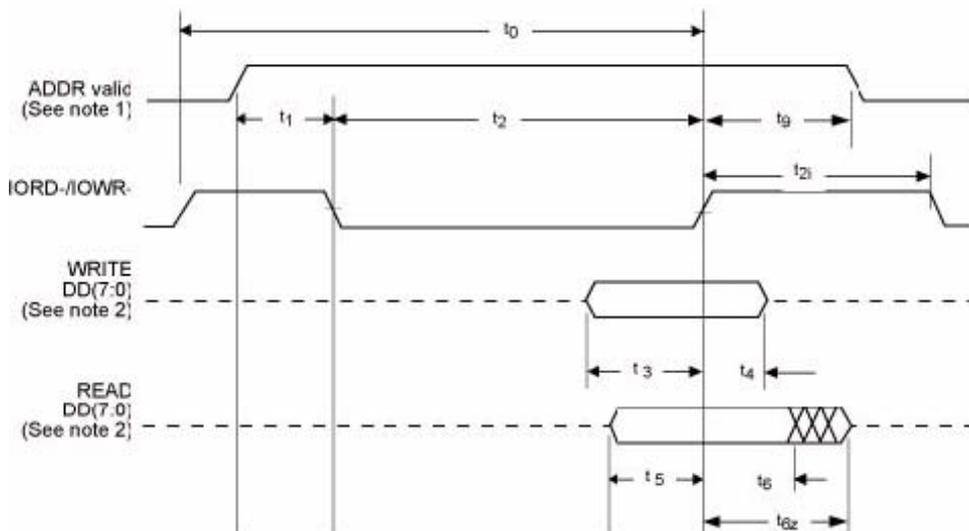 t0
ADDR valid
(See note 1)
t1
t2
t9
IORD-/IOWR-
t2i
WRITE
DD(7:0)
(See note 2)
t3
t4
READ
DD(7:0)
(See note 2)
t5
t6
t6z